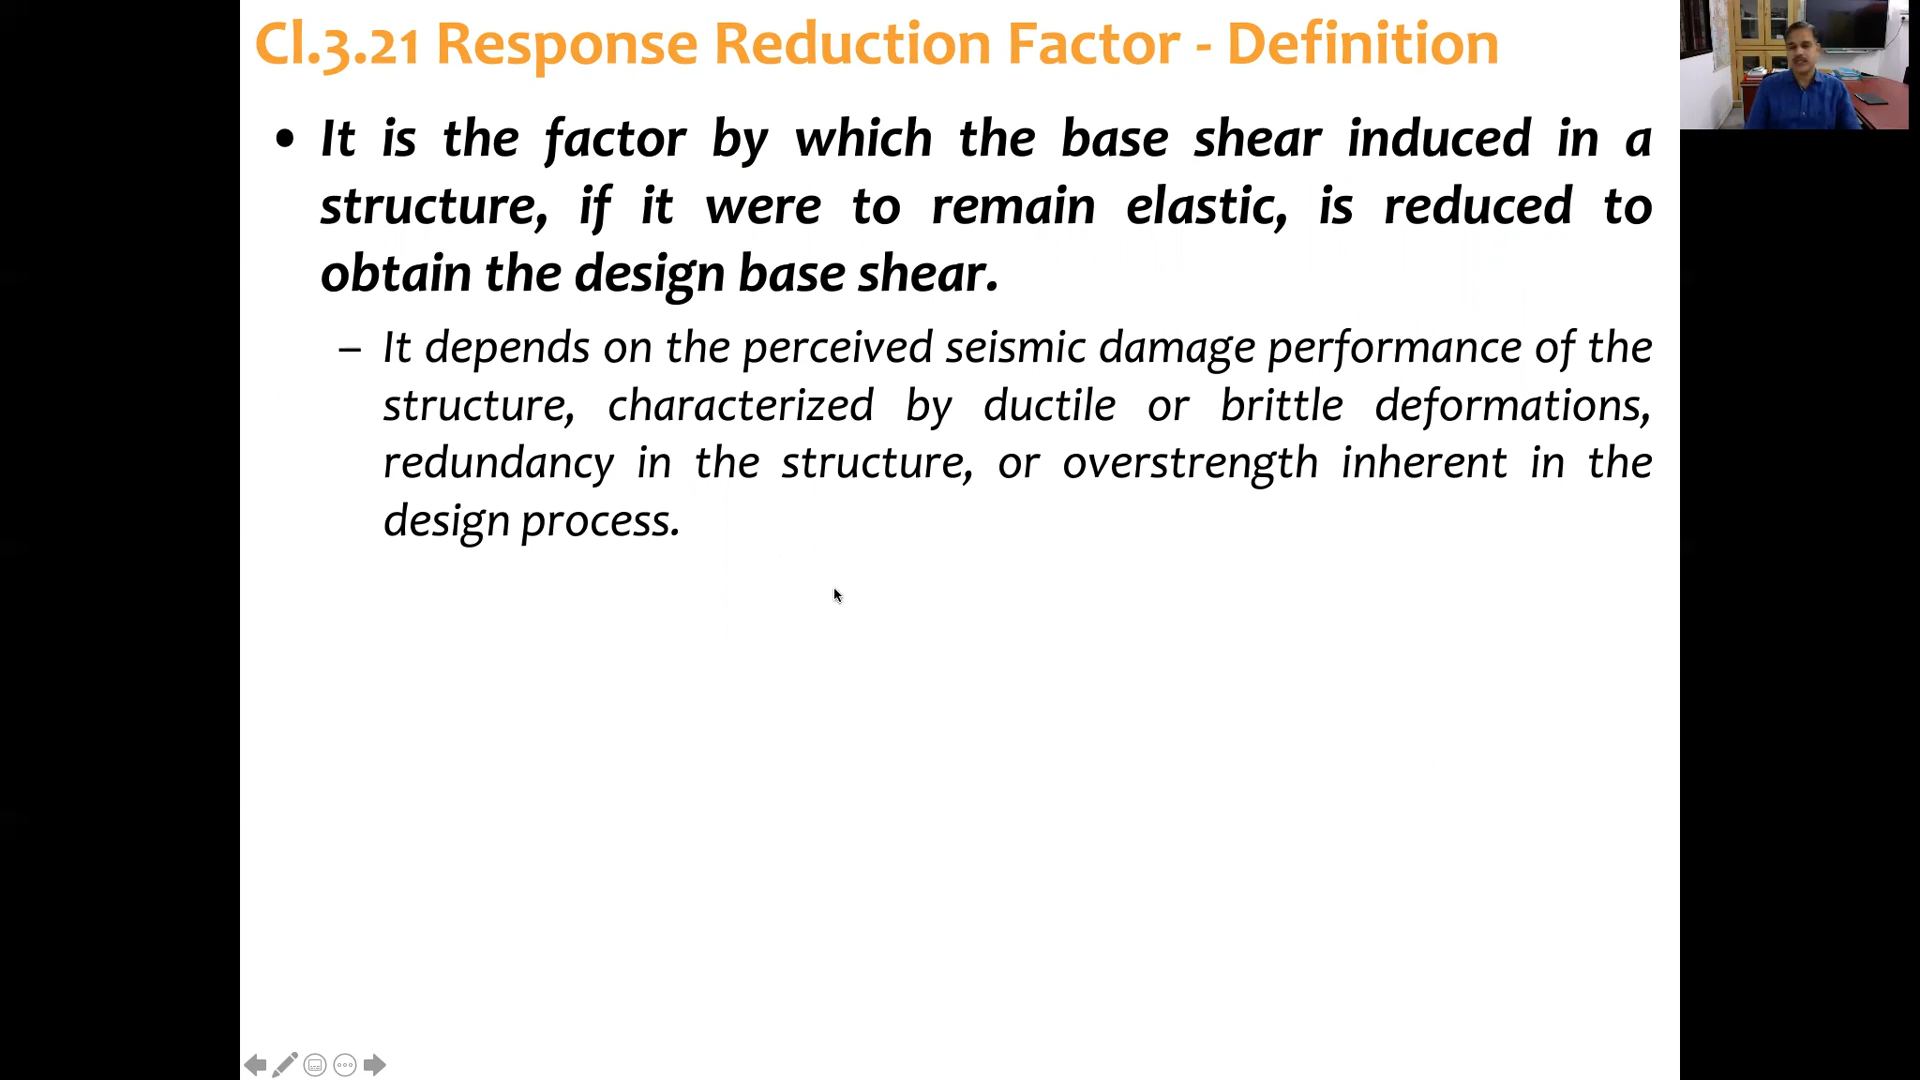 Cl.3.21 Response Reduction Factor - Definition
• It is the factor by which the base shear induced in a
structure, if it were to remain elastic, is reduced to
obtain the design base shear.
– It depends on the perceived seismic damage performance of the
structure, characterized by ductile or brittle deformations,
redundancy in the structure, or overstrength inherent in the
design process.